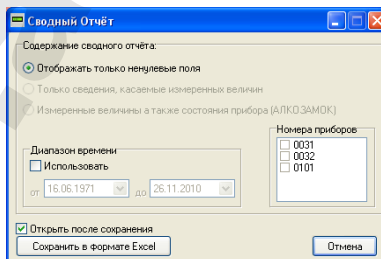 Сводный Отчёт
Содержание сводного отчёта:
Отображать только ненулевые поля
Только сведения, касаемые измеренных величин
Измеренные величины а также состояния прибора (АЛКОЗАМОК)
Номера приборов
0031
0032
0101
Диапазон времени
Использовать
от 16.06.1971 до 26.11.2010
Открыть после сохранения
Сохранить в формате Excel
Отмена